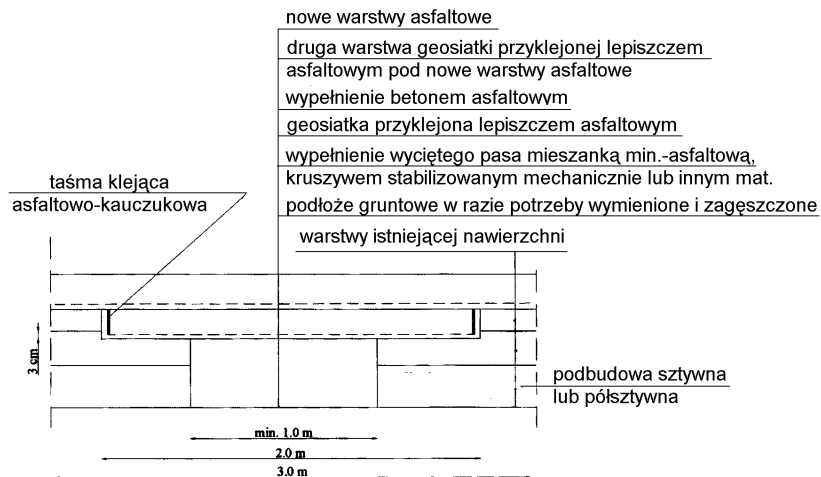 nowe warstwy asfaltowe
druga warstwa geosiatki przyklejonej lepiszczem
asfaltowym pod nowe warstwy asfaltowe
wypełnienie betonem asfaltowym
geosiatka przyklejona lepiszczem asfaltowym
wypełnienie wyciętego pasa mieszanką min.-asfaltową,
kruszywem stabilizowanym mechanicznie lub innym mat.
podłoże gruntowe w razie potrzeby wymienione i zagęszczone
warstwy istniejącej nawierzchni
taśma klejąca
asfaltowo-kauczukowa
3 cm
podbudowa sztywna
lub półsztywna
min. 1.0 m
2.0 m
3.0 m